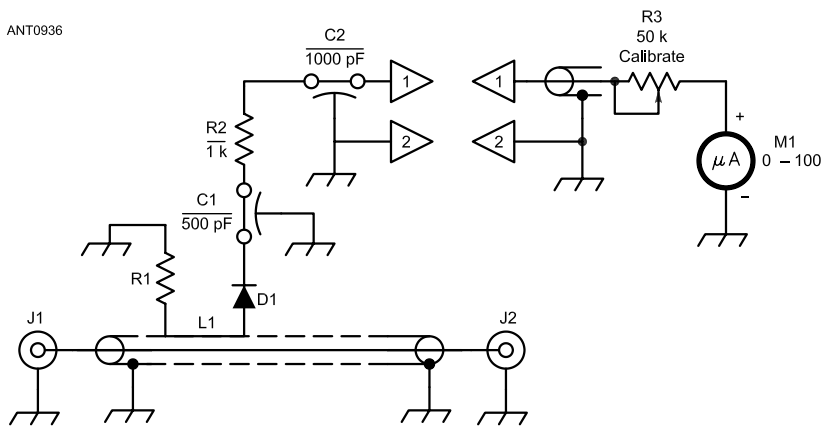 ANT0936
C2
1000 pF
R2
1 k
C1
500 pF
R1
D1
L1
J1
J2
1
2
1
2
R3
50 k
Calibrate
+
µA
–
M1
0 – 100